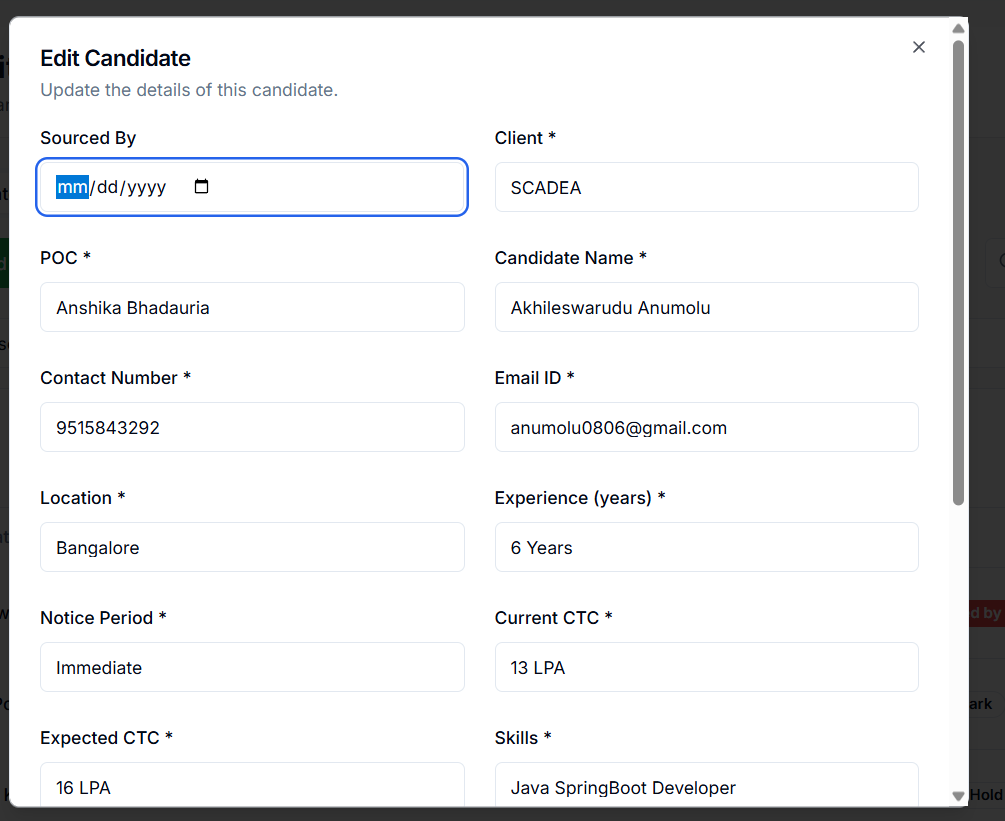 Edit Candidate
Update the details of this candidate.
Sourced By
Client *
mm/dd/yyyy
SCADEA
POC *
Candidate Name *
Anshika Bhadauria
Akhileswarudu Anumolu
Contact Number *
Email ID *
9515843292
anumolu0806@gmail.com
Location *
Experience (years) *
Bangalore
6 Years
Notice Period *
Current CTC *
Immediate
13 LPA
Expected CTC *
Skills *
16 LPA
Java SpringBoot Developer
d by
ark
Hold